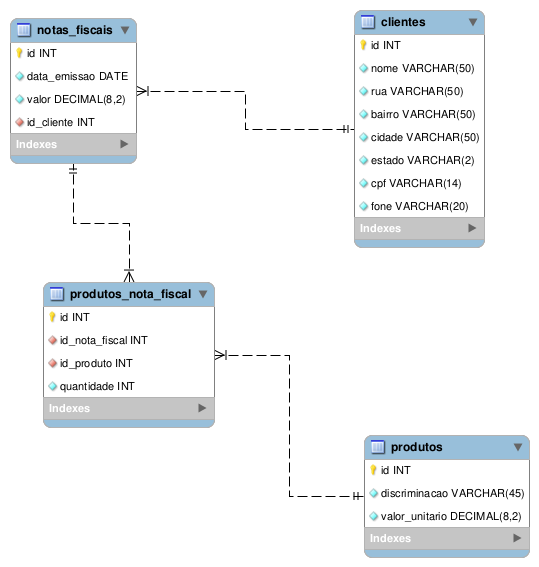 notas_fiscais
id INT
data_emissao DATE
valor DECIMAL(8,2)
id_cliente INT
Indexes
clientes
id INT
nome VARCHAR(50)
rua VARCHAR(50)
bairro VARCHAR(50)
cidade VARCHAR(50)
estado VARCHAR(2)
cpf VARCHAR(14)
fone VARCHAR(20)
Indexes
produtos_nota_fiscal
id INT
id_nota_fiscal INT
id_produto INT
quantidade INT
Indexes
produtos
id INT
discriminacao VARCHAR(45)
valor_unitario DECIMAL(8,2)
Indexes